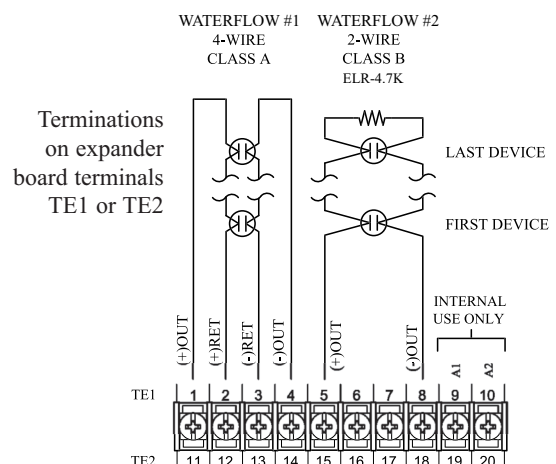 WATERFLOW #1
4-WIRE
CLASS A
WATERFLOW #2
2-WIRE
CLASS B
ELR-4.7K
Terminations
on expander
board terminals
TE1 or TE2
LAST DEVICE
FIRST DEVICE
INTERNAL
USE ONLY
(+)OUT
(+)RET
(-)RET
(-)OUT
(+)OUT
(-)OUT
A1
A2
TE1 1 2 3 4 5 6 7 8 9 10
TE2 11 12 13 14 15 16 17 18 19 20